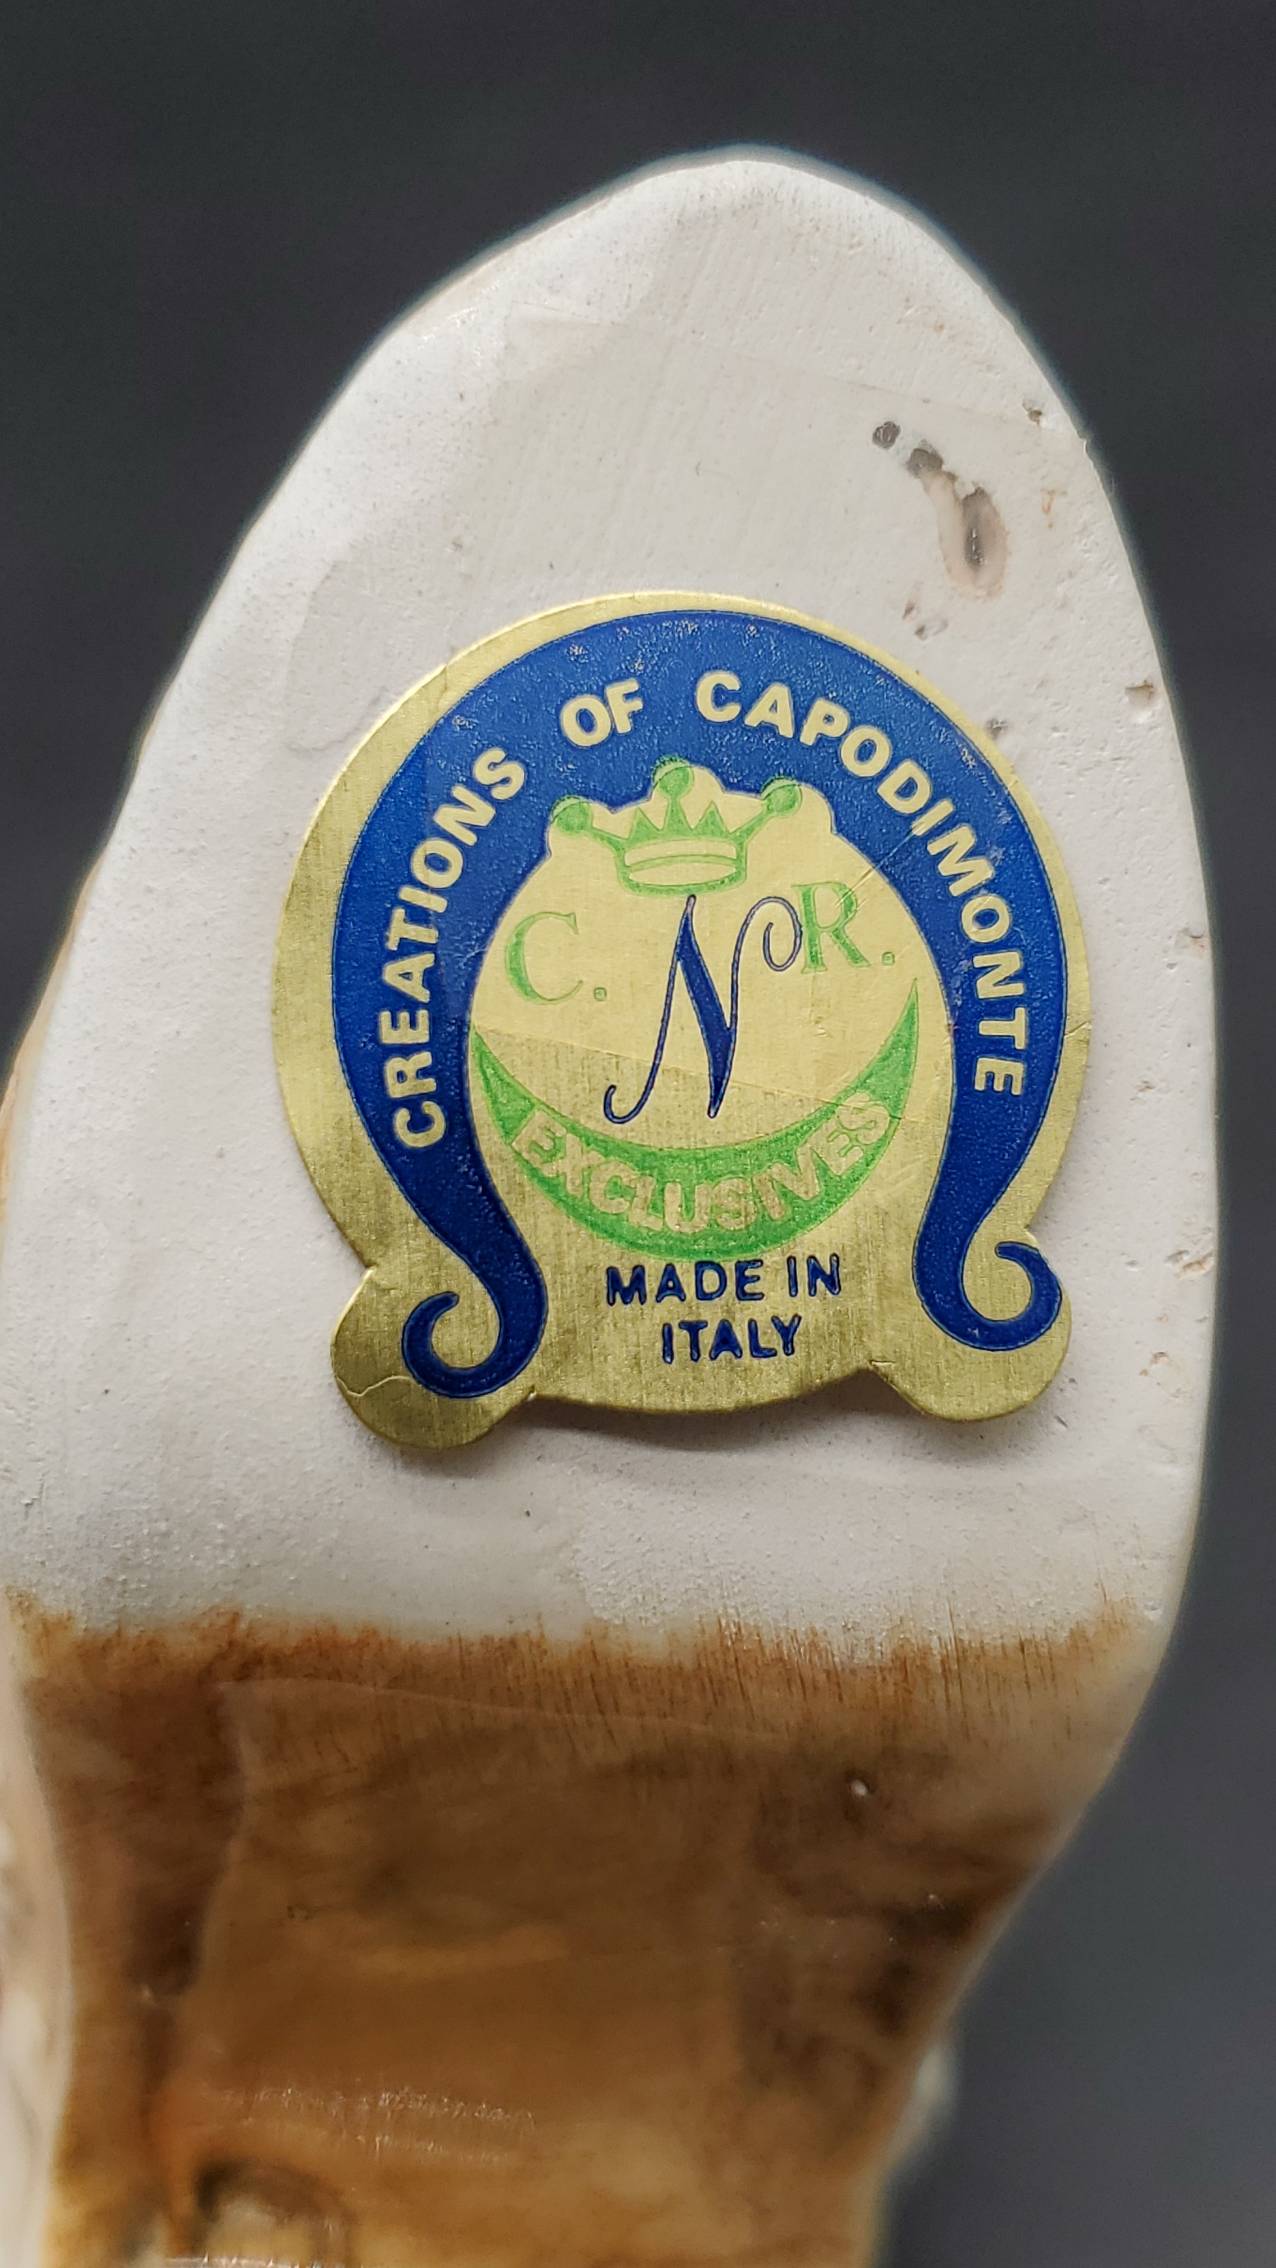 CREATIONS OF CAPODIMONTE
C. N R.
EXCLUSIVES
MADE IN
ITALY